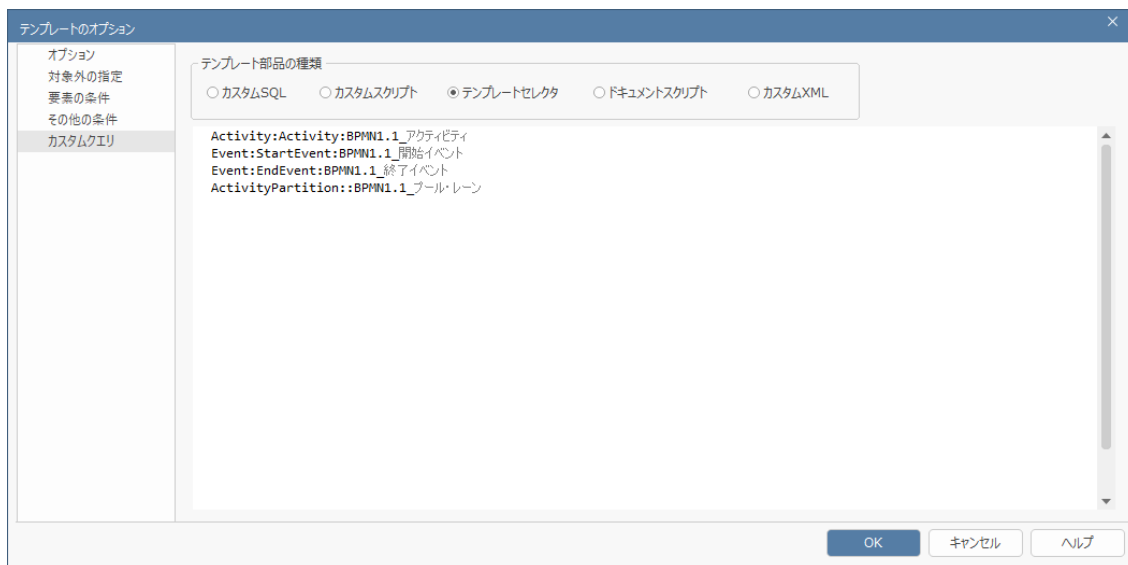 テンプレートのオプション
オプション
対象外の指定
要素の条件
その他の条件
カスタムクエリ
テンプレート部品の種類
カスタムSQL カスタムスクリプト テンプレートセレクタ ドキュメントスクリプト カスタムXML
Activity:Activity:BPMN1.1_アクティビティ
Event:StartEvent:BPMN1.1_開始イベント
Event:EndEvent:BPMN1.1_終了イベント
ActivityPartition::BPMN1.1_プール・レーン
OK キャンセル ヘルプ